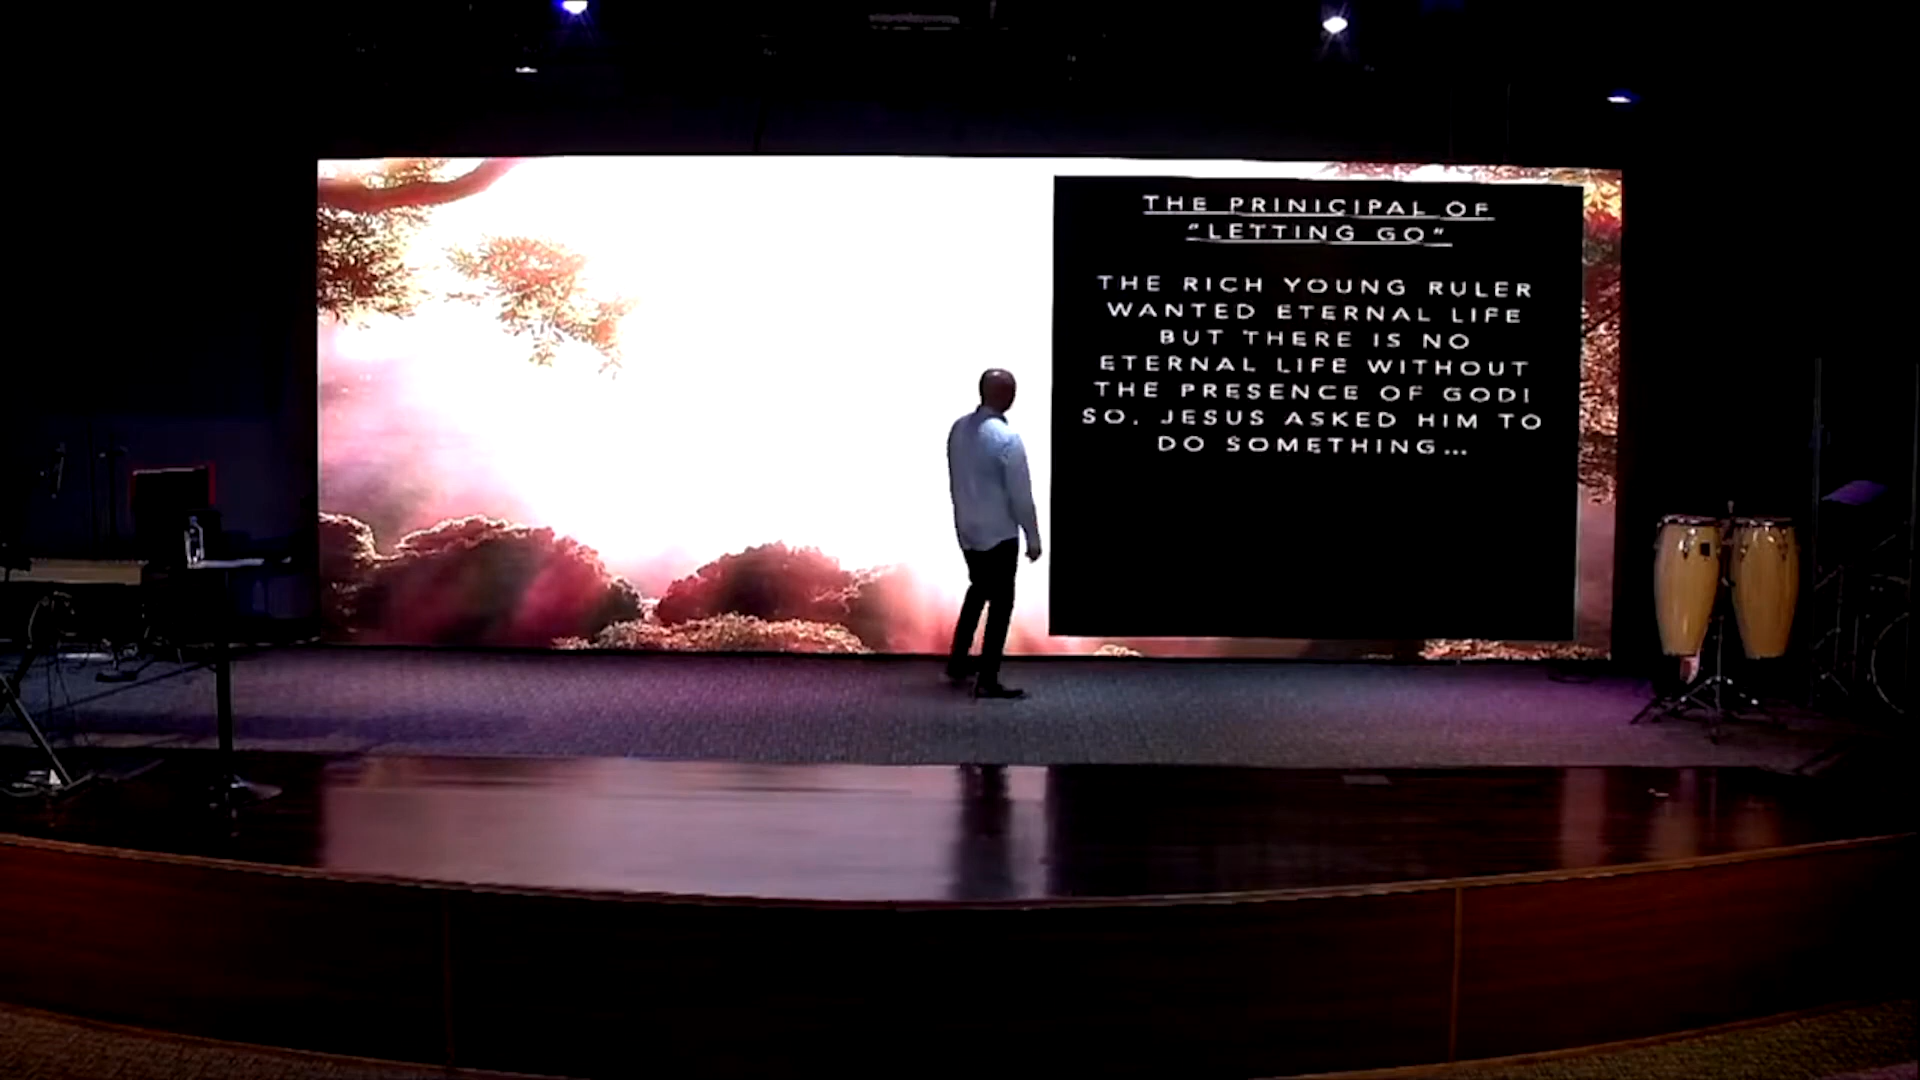 THE PRINICIPAL OF
"LETTING GO"
THE RICH YOUNG RULER
WANTED ETERNAL LIFE
BUT THERE IS NO
ETERNAL LIFE WITHOUT
THE PRESENCE OF GOD!
SO, JESUS ASKED HIM TO
DO SOMETHING...